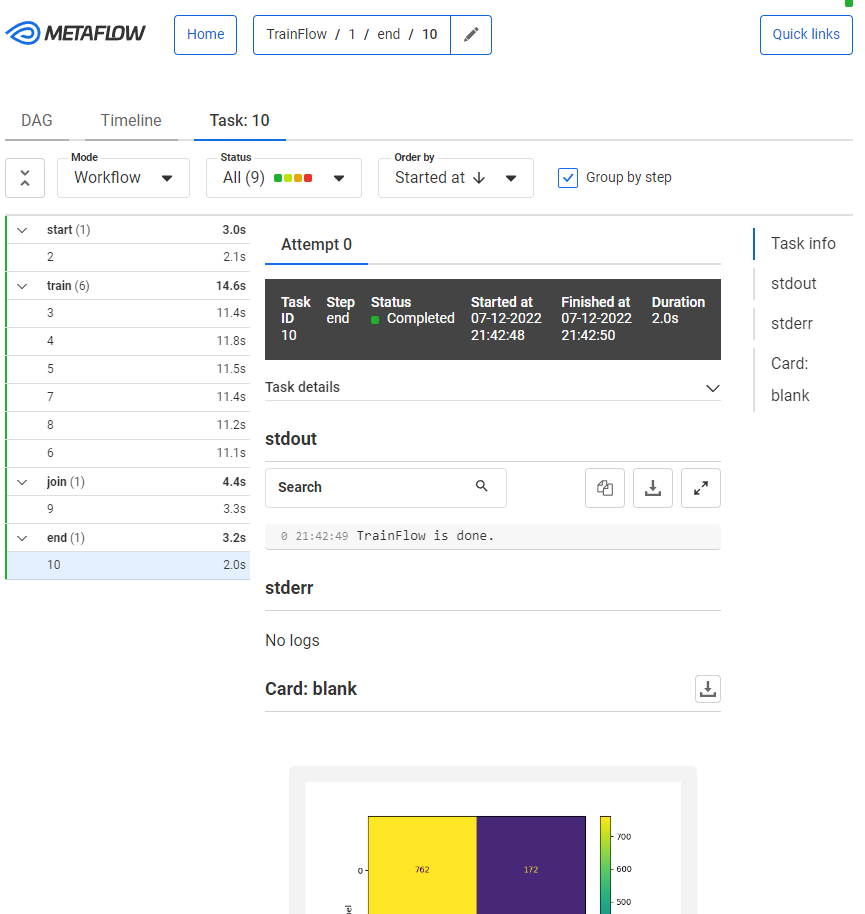 METAFLOW
Home
TrainFlow / 1 / end / 10
Quick links
DAG
Timeline
Task: 10
Mode
Workflow
Status
All (9)
Order by
Started at
Group by step
start (1) 3.0s
2 2.1s
train (6) 14.6s
3 11.4s
4 11.8s
5 11.5s
7 11.4s
8 11.2s
6 11.1s
join (1) 4.4s
9 3.3s
end (1) 3.2s
10 2.0s
Attempt 0
Task ID
10
Step
end
Status
Completed
Started at
07-12-2022
21:42:48
Finished at
07-12-2022
21:42:50
Duration
2.0s
Task details
stdout
Search
0 21:42:49 TrainFlow is done.
stderr
No logs
Card: blank
762
172
0
700
600
500
Task info
stdout
stderr
Card:
blank